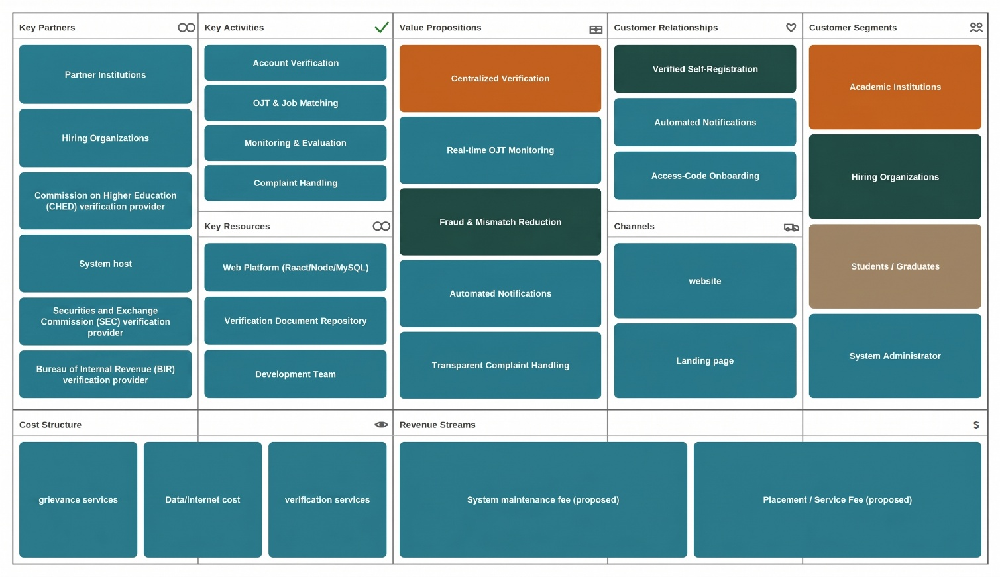 Key Partners
Partner Institutions
Hiring Organizations
Commission on Higher Education
(CHED) verification provider
System host
Securities and Exchange
Commission (SEC) verification
provider
Bureau of Internal Revenue (BIR)
verification provider
Key Activities
Account Verification
OJT & Job Matching
Monitoring & Evaluation
Complaint Handling
Key Resources
Web Platform (Raact/Node/MySQL)
Verification Document Repository
Development Team
Value Propositions
Centralized Verification
Real-time OJT Monitoring
Fraud & Mismatch Reduction
Automated Notifications
Transparent Complaint Handling
Customer Relationships
Verified Self-Registration
Automated Notifications
Access-Code Onboarding
Channels
website
Landing page
Customer Segments
Academic Institutions
Hiring Organizations
Students / Graduates
System Administrator
Cost Structure
grievance services
Data/internet cost
verification services
Revenue Streams
$
System maintenance fee (proposed)
Placement / Service Fee (proposed)